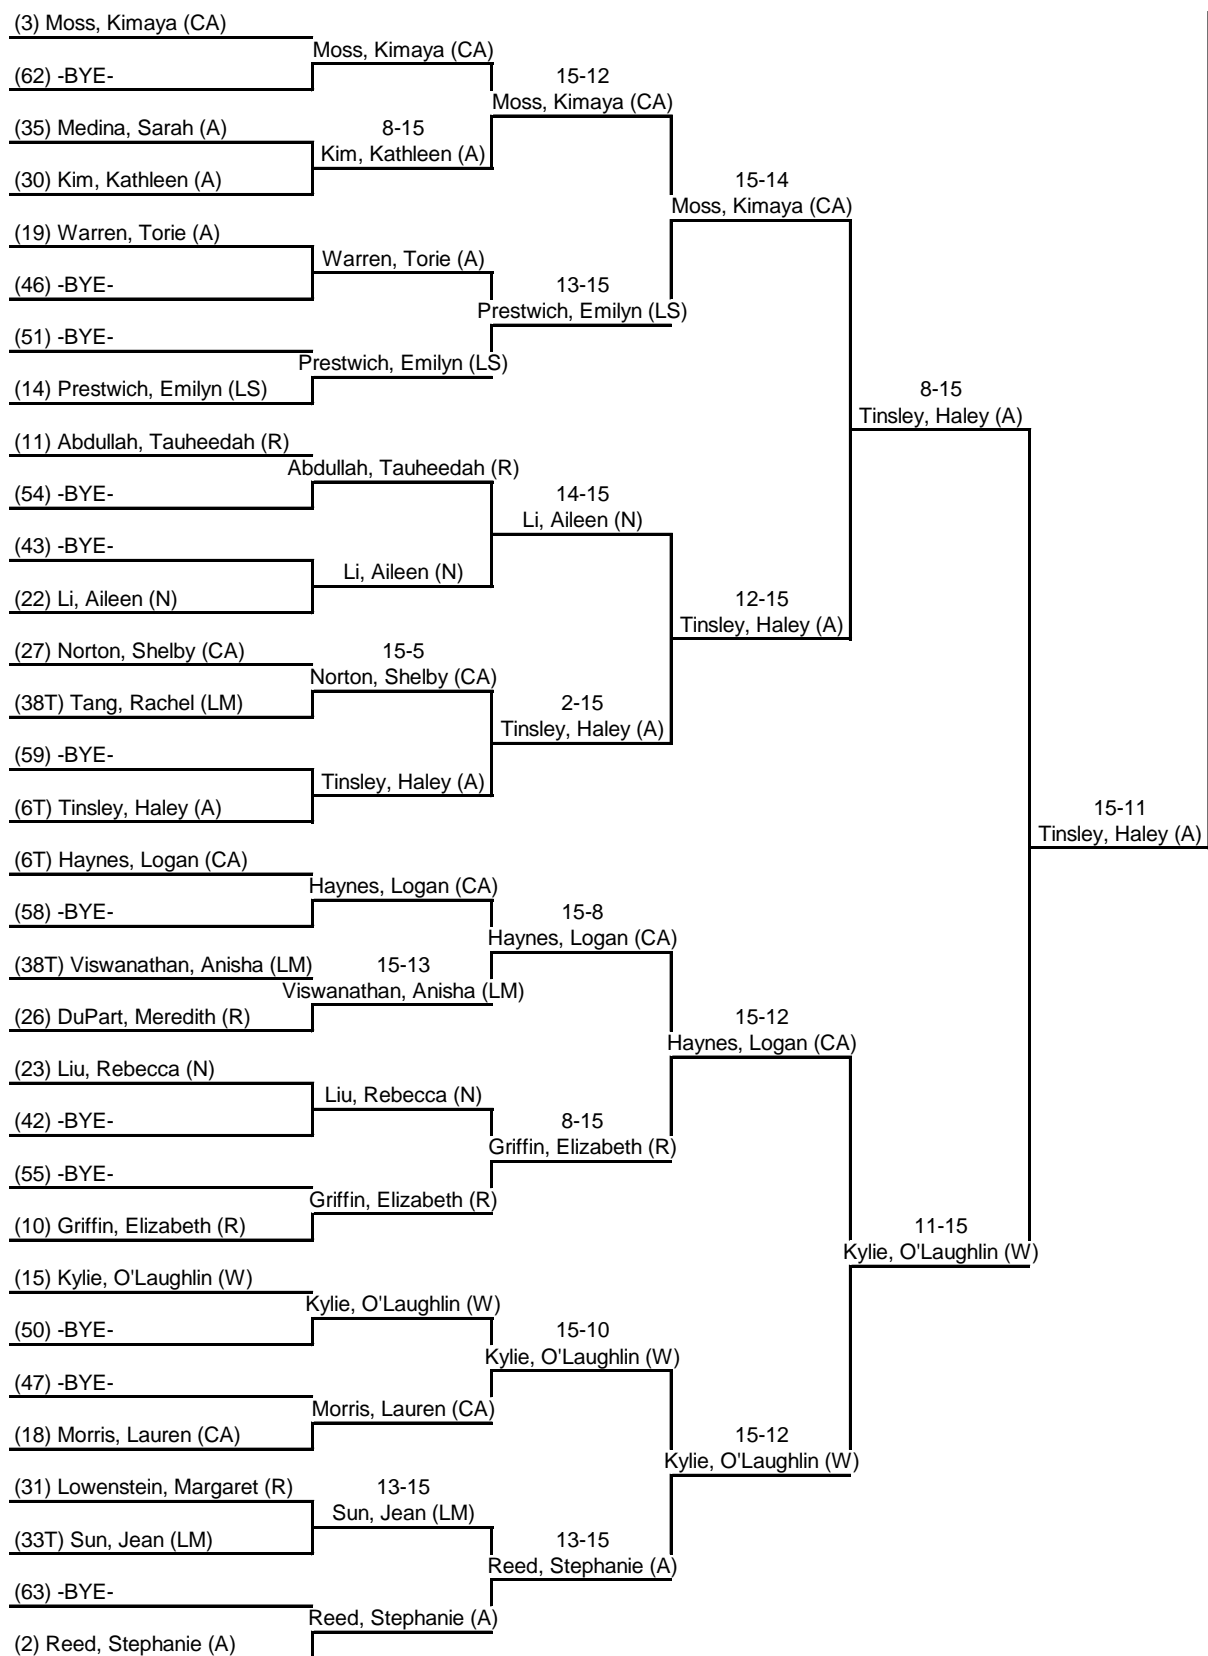 (3) Moss, Kimaya (CA)
Moss, Kimaya (CA)
(62) -BYE-
15-12
Moss, Kimaya (CA)
(35) Medina, Sarah (A)
8-15
Kim, Kathleen (A)
(30) Kim, Kathleen (A)
15-14
Moss, Kimaya (CA)
(19) Warren, Torie (A)
Warren, Torie (A)
(46) -BYE-
13-15
Prestwich, Emilyn (LS)
(51) -BYE-
Prestwich, Emilyn (LS)
(14) Prestwich, Emilyn (LS)
8-15
Tinsley, Haley (A)
(11) Abdullah, Tauheedah (R)
Abdullah, Tauheedah (R)
(54) -BYE-
14-15
Li, Aileen (N)
(43) -BYE-
Li, Aileen (N)
(22) Li, Aileen (N)
12-15
Tinsley, Haley (A)
(27) Norton, Shelby (CA)
15-5
Norton, Shelby (CA)
(38T) Tang, Rachel (LM)
2-15
Tinsley, Haley (A)
(59) -BYE-
Tinsley, Haley (A)
(6T) Tinsley, Haley (A)
15-11
Tinsley, Haley (A)
(6T) Haynes, Logan (CA)
Haynes, Logan (CA)
(58) -BYE-
15-8
Haynes, Logan (CA)
(38T) Viswanathan, Anisha (LM)
15-13
Viswanathan, Anisha (LM)
(26) DuPart, Meredith (R)
15-12
Haynes, Logan (CA)
(23) Liu, Rebecca (N)
Liu, Rebecca (N)
(42) -BYE-
8-15
Griffin, Elizabeth (R)
(55) -BYE-
Griffin, Elizabeth (R)
(10) Griffin, Elizabeth (R)
11-15
Kylie, O'Laughlin (W)
(15) Kylie, O'Laughlin (W)
Kylie, O'Laughlin (W)
(50) -BYE-
15-10
Kylie, O'Laughlin (W)
(47) -BYE-
Morris, Lauren (CA)
(18) Morris, Lauren (CA)
15-12
Kylie, O'Laughlin (W)
(31) Lowenstein, Margaret (R)
13-15
Sun, Jean (LM)
(33T) Sun, Jean (LM)
13-15
Reed, Stephanie (A)
(63) -BYE-
Reed, Stephanie (A)
(2) Reed, Stephanie (A)